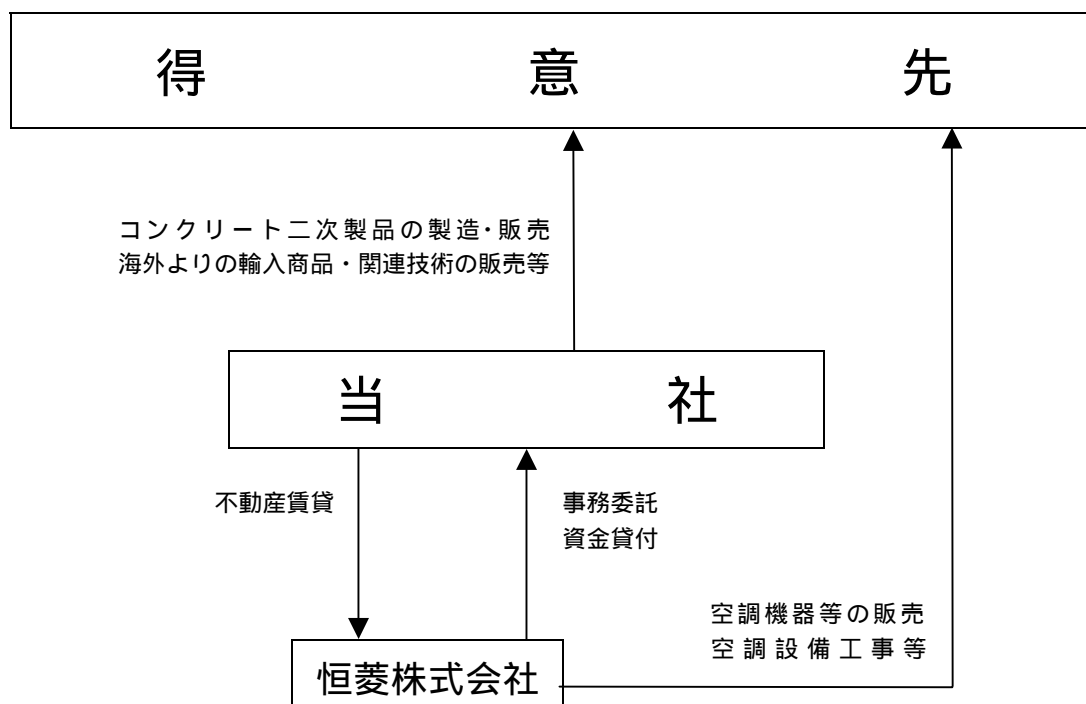 得意先
コンクリート二次製品の製造・販売
海外よりの輸入商品・関連技術の販売等
当社
不動産賃貸
事務委託
資金貸付
空調機器等の販売
空調設備工事等
恒菱株式会社